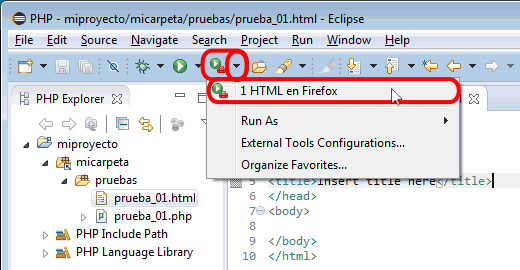 PHP - miproyecto/micarpeta/pruebas/prueba_01.html - Eclipse
File Edit Source Navigate Search Project Run Window Help
PHP Explorer
1 HTML en Firefox
Run As
External Tools Configurations...
Organize Favorites...
miproyecto
micarpeta
pruebas
prueba_01.html
prueba_01.php
PHP Include Path
PHP Language Library
5 <title>Insert title here</title>
6 </head>
7 <body>
8
9 </body>
10 </html>